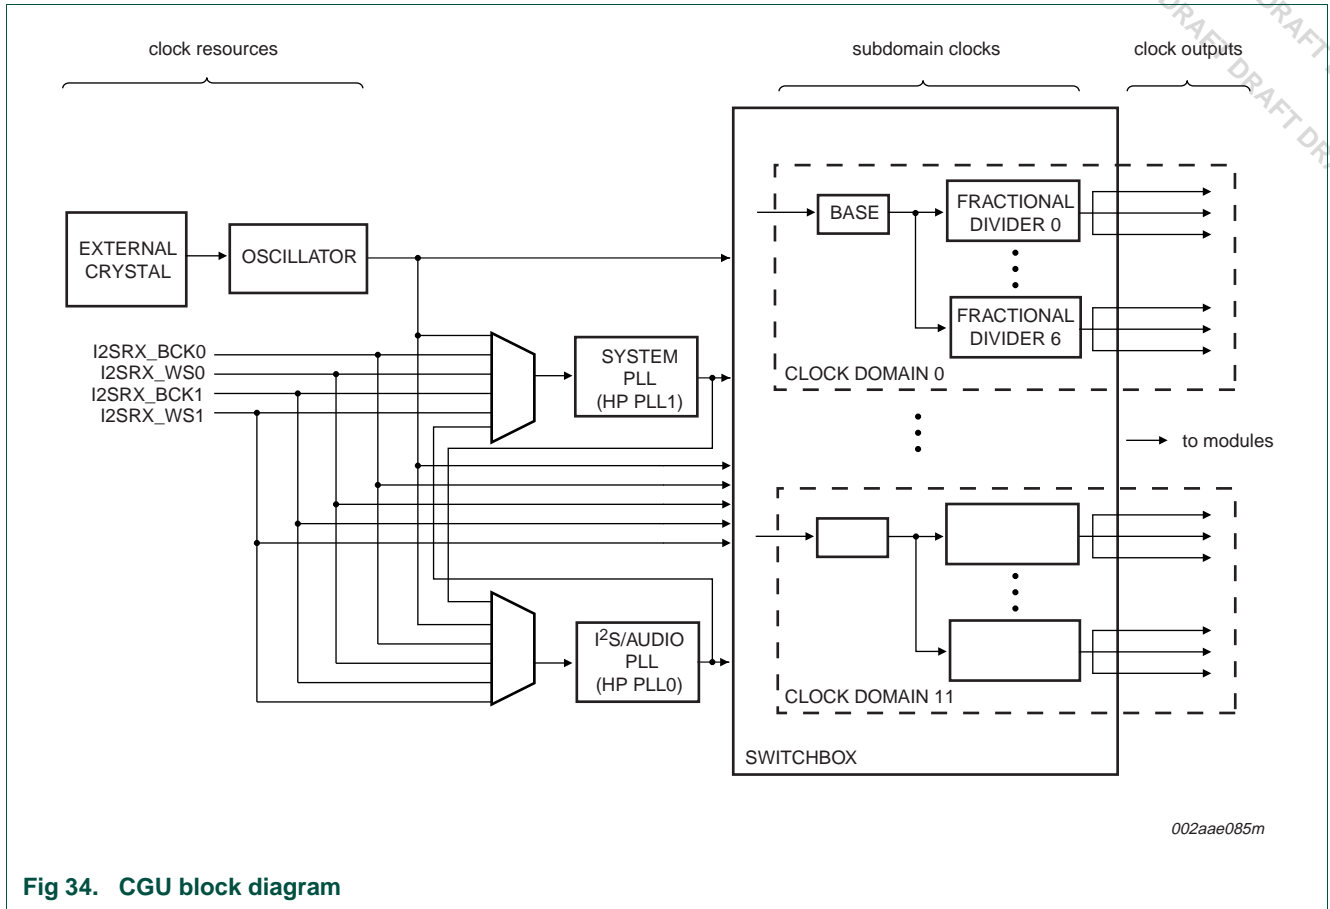 clock resources
subdomain clocks
clock outputs
DRAFT DRAFT DR
DRAFT
EXTERNAL
CRYSTAL
OSCILLATOR
BASE
FRACTIONAL
DIVIDER 0
FRACTIONAL
DIVIDER 6
CLOCK DOMAIN 0
I2SRX_BCK0
I2SRX_WS0
I2SRX_BCK1
I2SRX_WS1
SYSTEM
PLL
(HP PLL1)
to modules
I2S/AUDIO
PLL
(HP PLL0)
CLOCK DOMAIN 11
SWITCHBOX
002aae085m
Fig 34. CGU block diagram